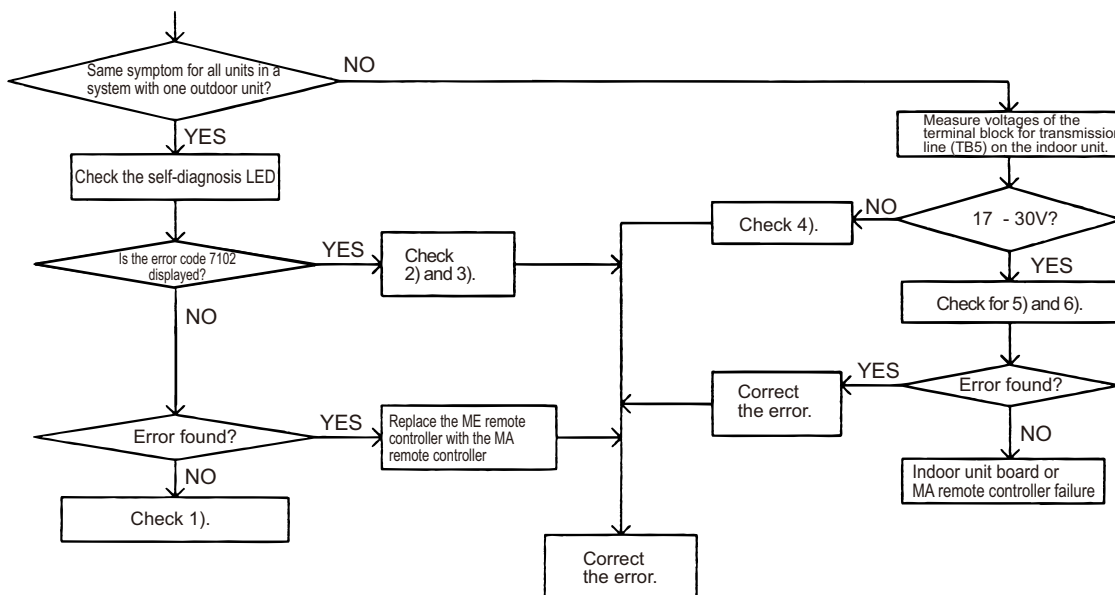 Same symptom for all units in a
system with one outdoor unit?
NO
YES
Measure voltages of the
terminal block for transmission
line (TB5) on the indoor unit.
Check the self-diagnosis LED
17 - 30V?
NO
Check 4).
YES
Is the error code 7102
displayed?
YES
Check
2) and 3).
NO
Check for 5) and 6).
Error found?
YES
Correct
the error.
NO
Indoor unit board or
MA remote controller failure
Error found?
YES
Replace the ME remote
controller with the MA
remote controller
NO
Check 1).
Correct
the error.